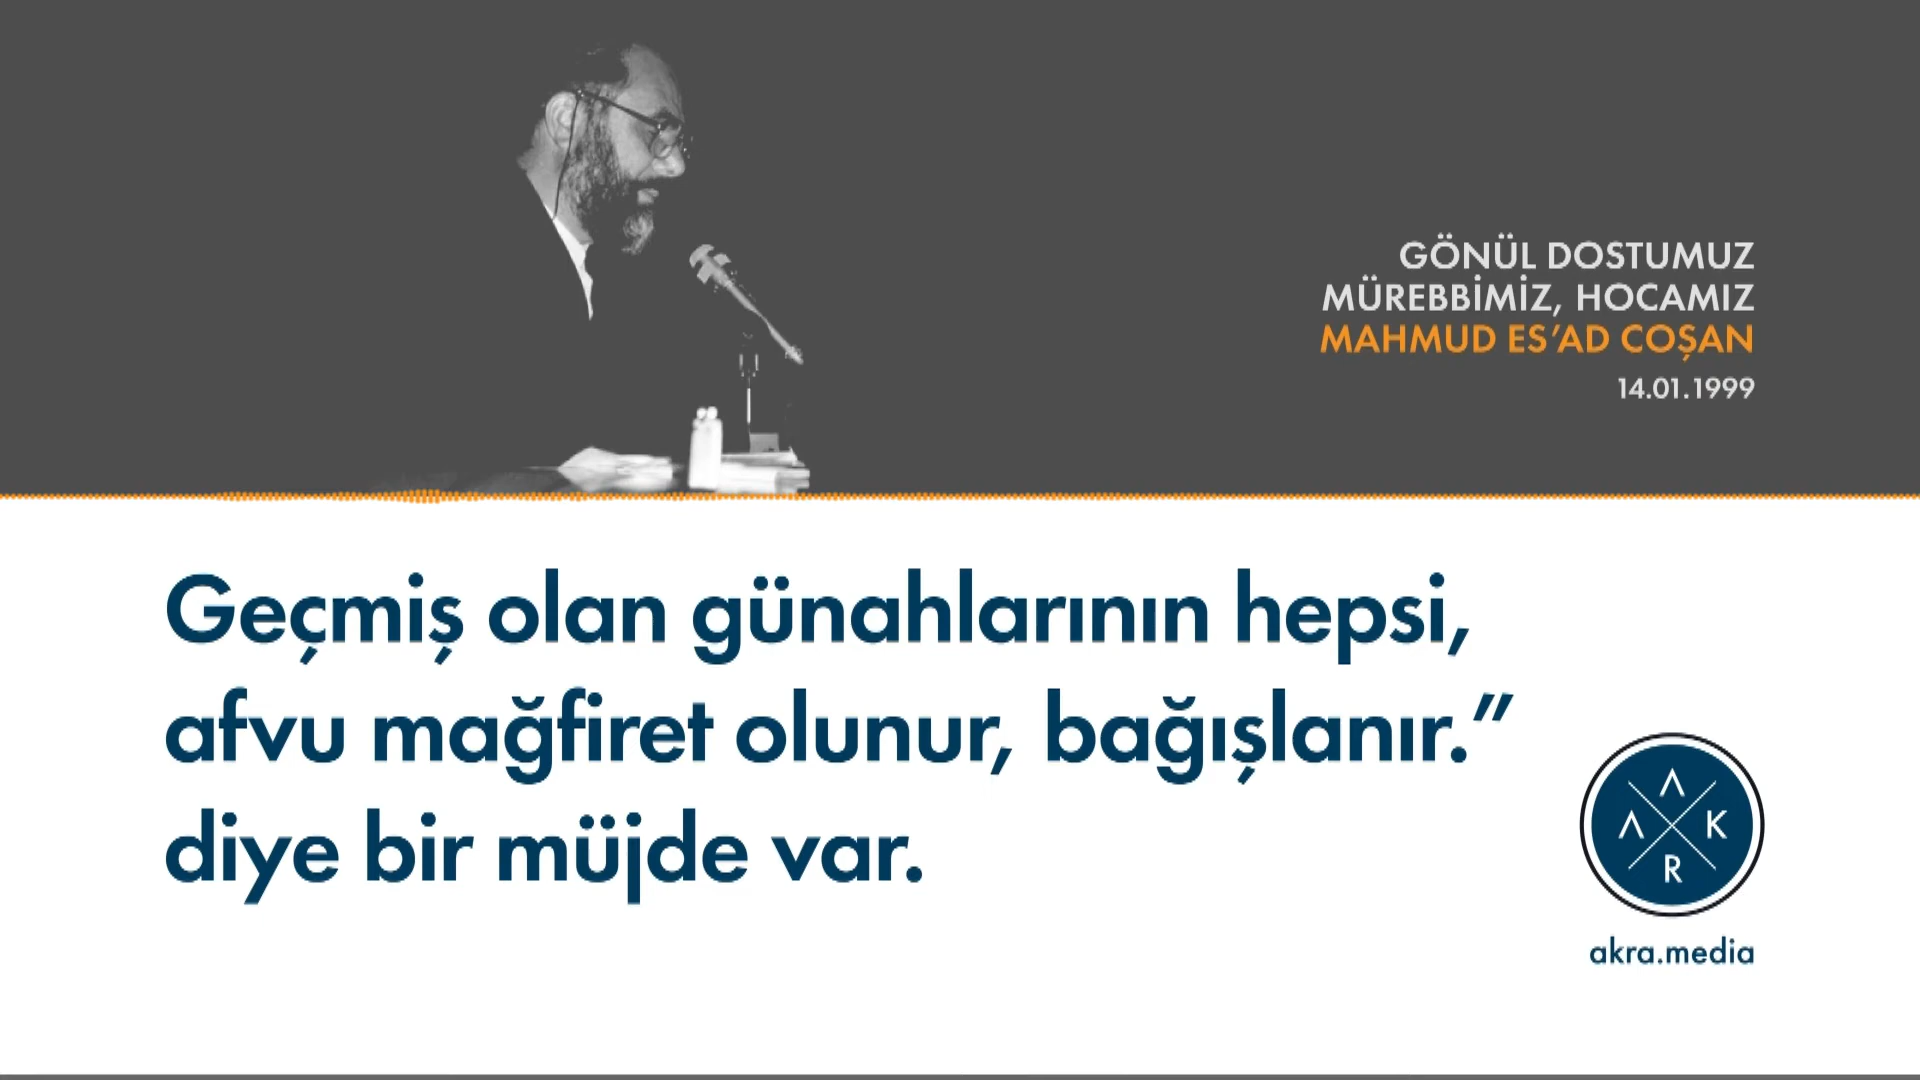 GÖNÜL DOSTUMUZ
MÜREBBİMİZ, HOCAMIZ
MAHMUD ES’AD COŞAN
14.01.1999
Geçmiş olan günahlarının hepsi,
afvu mağfiret olunur, bağışlanır.”
diye bir müjde var.
A
A K
R
akra.media